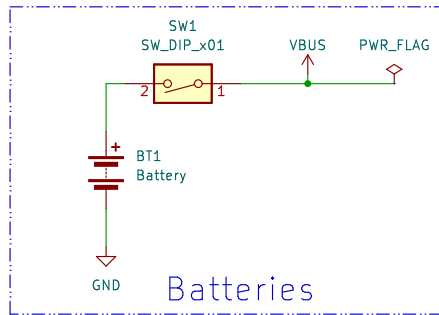 SW1
SW_DIP_x01
VBUS
PWR_FLAG
2
1
+
BT1
Battery
GND
Batteries